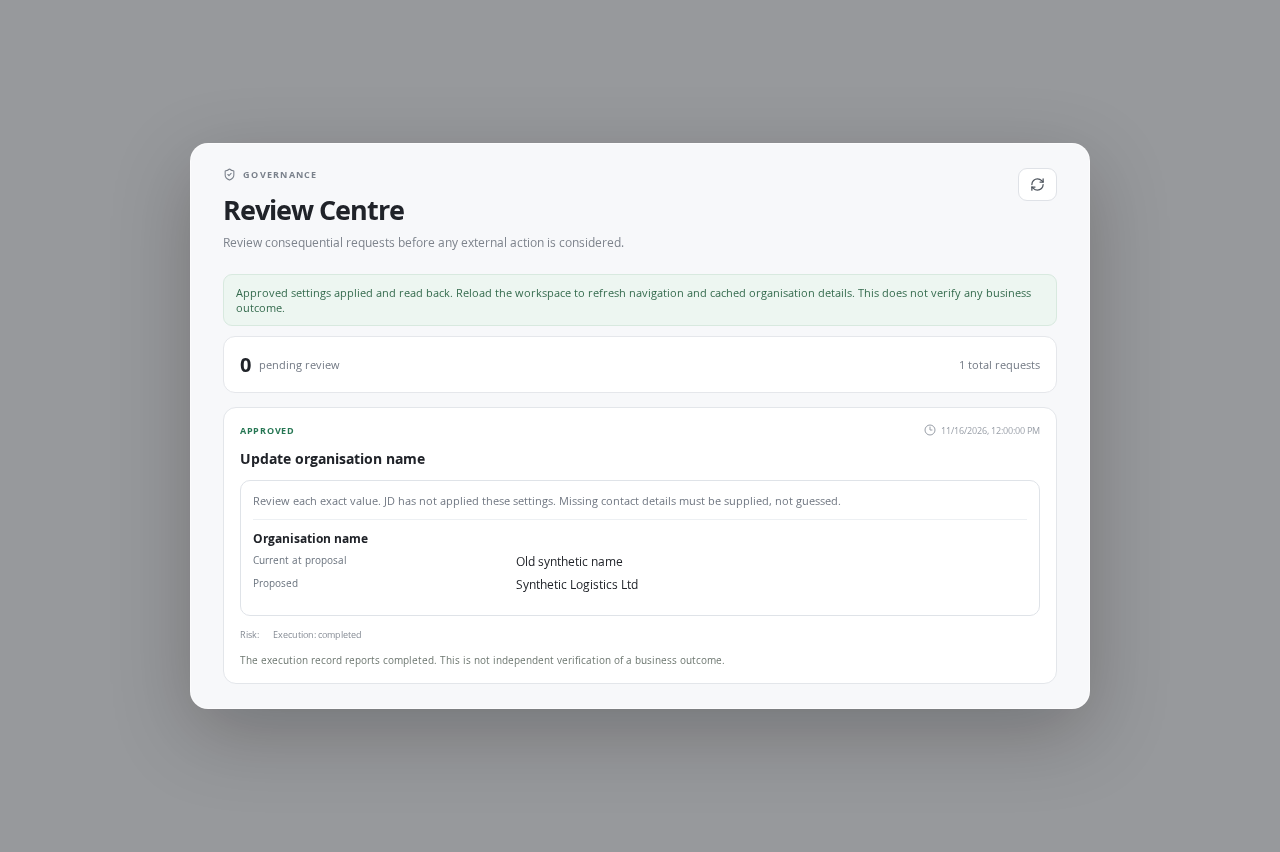 GOVERNANCE
Review Centre
Review consequential requests before any external action is considered.
Approved settings applied and read back. Reload the workspace to refresh navigation and cached organisation details. This does not verify any business
outcome.
0 pending review
1 total requests
APPROVED
11/16/2026, 12:00:00 PM
Update organisation name
Review each exact value. JD has not applied these settings. Missing contact details must be supplied, not guessed.
Organisation name
Current at proposal
Old synthetic name
Proposed
Synthetic Logistics Ltd
Risk:
Execution: completed
The execution record reports completed. This is not independent verification of a business outcome.